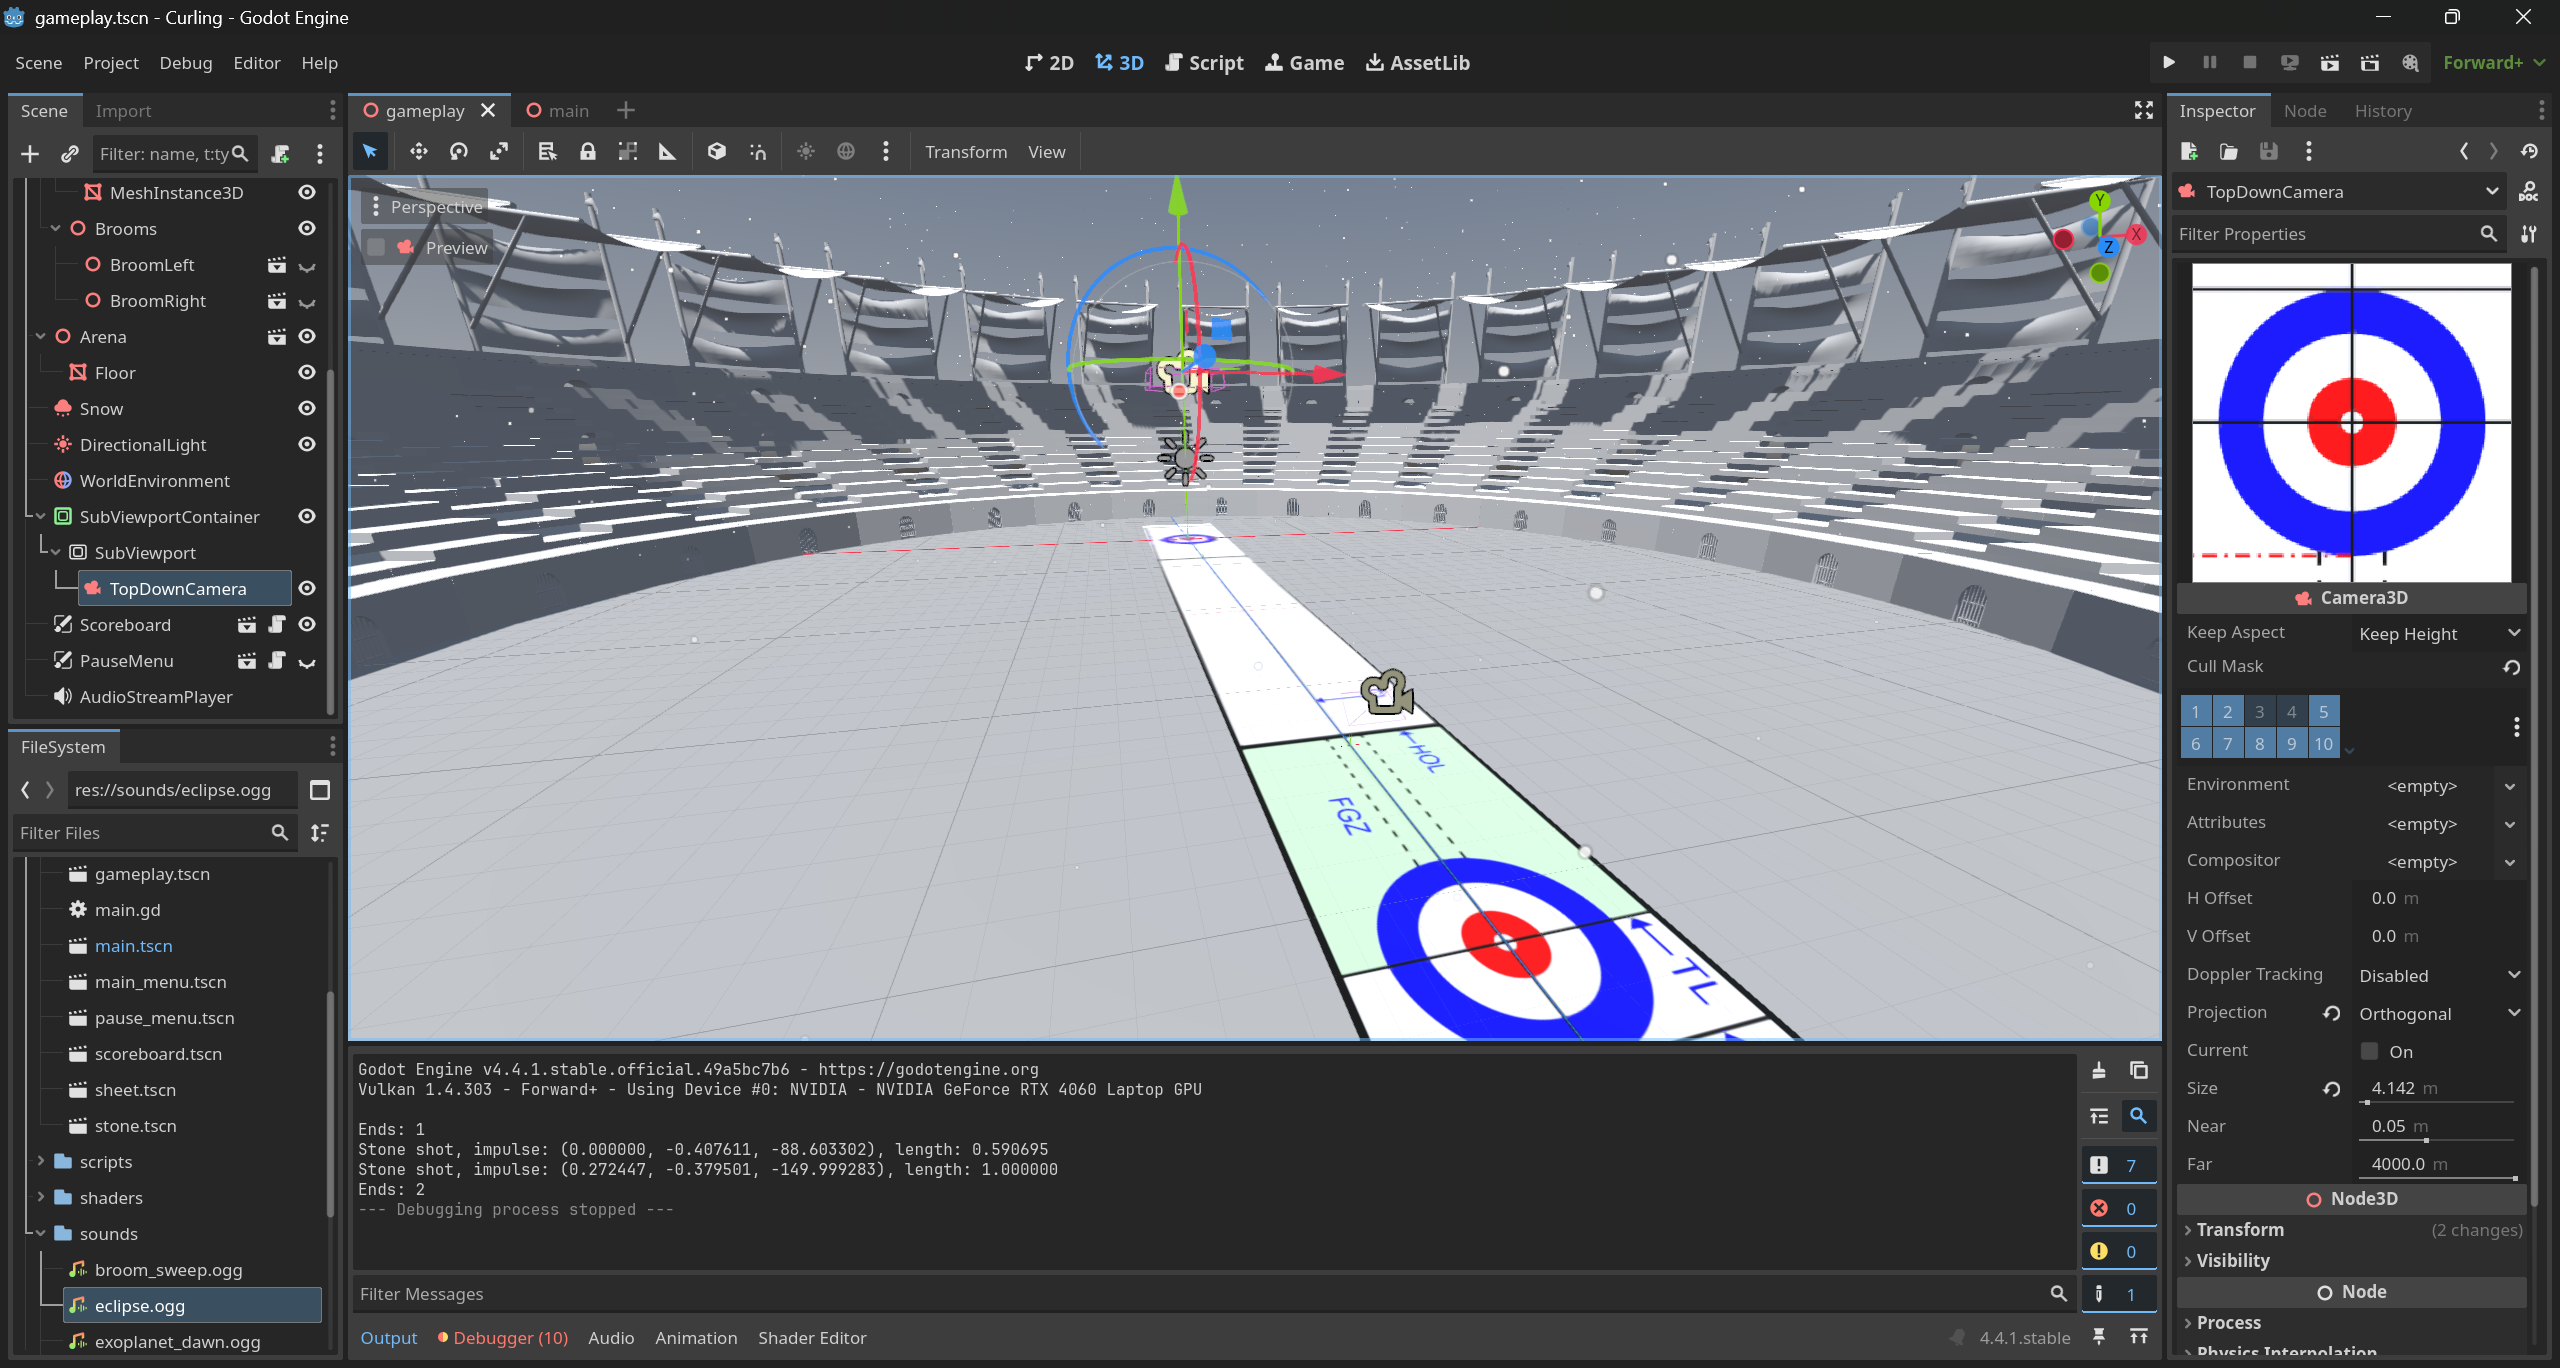 gameplay.tscn - Curling - Godot Engine
Scene Project Debug Editor Help
2D 3D Script Game AssetLib
Forward+
Scene Import
Filter: name, t:ty
MeshInstance3D
Brooms
BroomLeft
BroomRight
Arena
Floor
Snow
DirectionalLight
WorldEnvironment
SubViewportContainer
SubViewport
TopDownCamera
Scoreboard
PauseMenu
AudioStreamPlayer
FileSystem
res://sounds/eclipse.ogg
Filter Files
gameplay.tscn
main.gd
main.tscn
main_menu.tscn
pause_menu.tscn
scoreboard.tscn
sheet.tscn
stone.tscn
scripts
shaders
sounds
broom_sweep.ogg
eclipse.ogg
exoplanet_dawn.ogg
gameplay main
Transform View
Perspective
Preview
Y
X
Z
HOL
FGZ
TL
Godot Engine v4.4.1.stable.official.49a5bc7b6 - https://godotengine.org
Vulkan 1.4.303 - Forward+ - Using Device #0: NVIDIA - NVIDIA GeForce RTX 4060 Laptop GPU
Ends: 1
Stone shot, impulse: (0.000000, -0.407611, -88.603302), length: 0.590695
Stone shot, impulse: (0.272447, -0.379501, -149.999283), length: 1.000000
Ends: 2
--- Debugging process stopped ---
7
0
0
1
Filter Messages
Output Debugger (10) Audio Animation Shader Editor
4.4.1.stable
Inspector Node History
TopDownCamera
Filter Properties
Camera3D
Keep Aspect Keep Height
Cull Mask
1 2 3 4 5
6 7 8 9 10
Environment <empty>
Attributes <empty>
Compositor <empty>
H Offset 0.0 m
V Offset 0.0 m
Doppler Tracking Disabled
Projection Orthogonal
Current On
Size 4.142 m
Near 0.05 m
Far 4000.0 m
Node3D
Transform (2 changes)
Visibility
Node
Process
Physics Interpolation